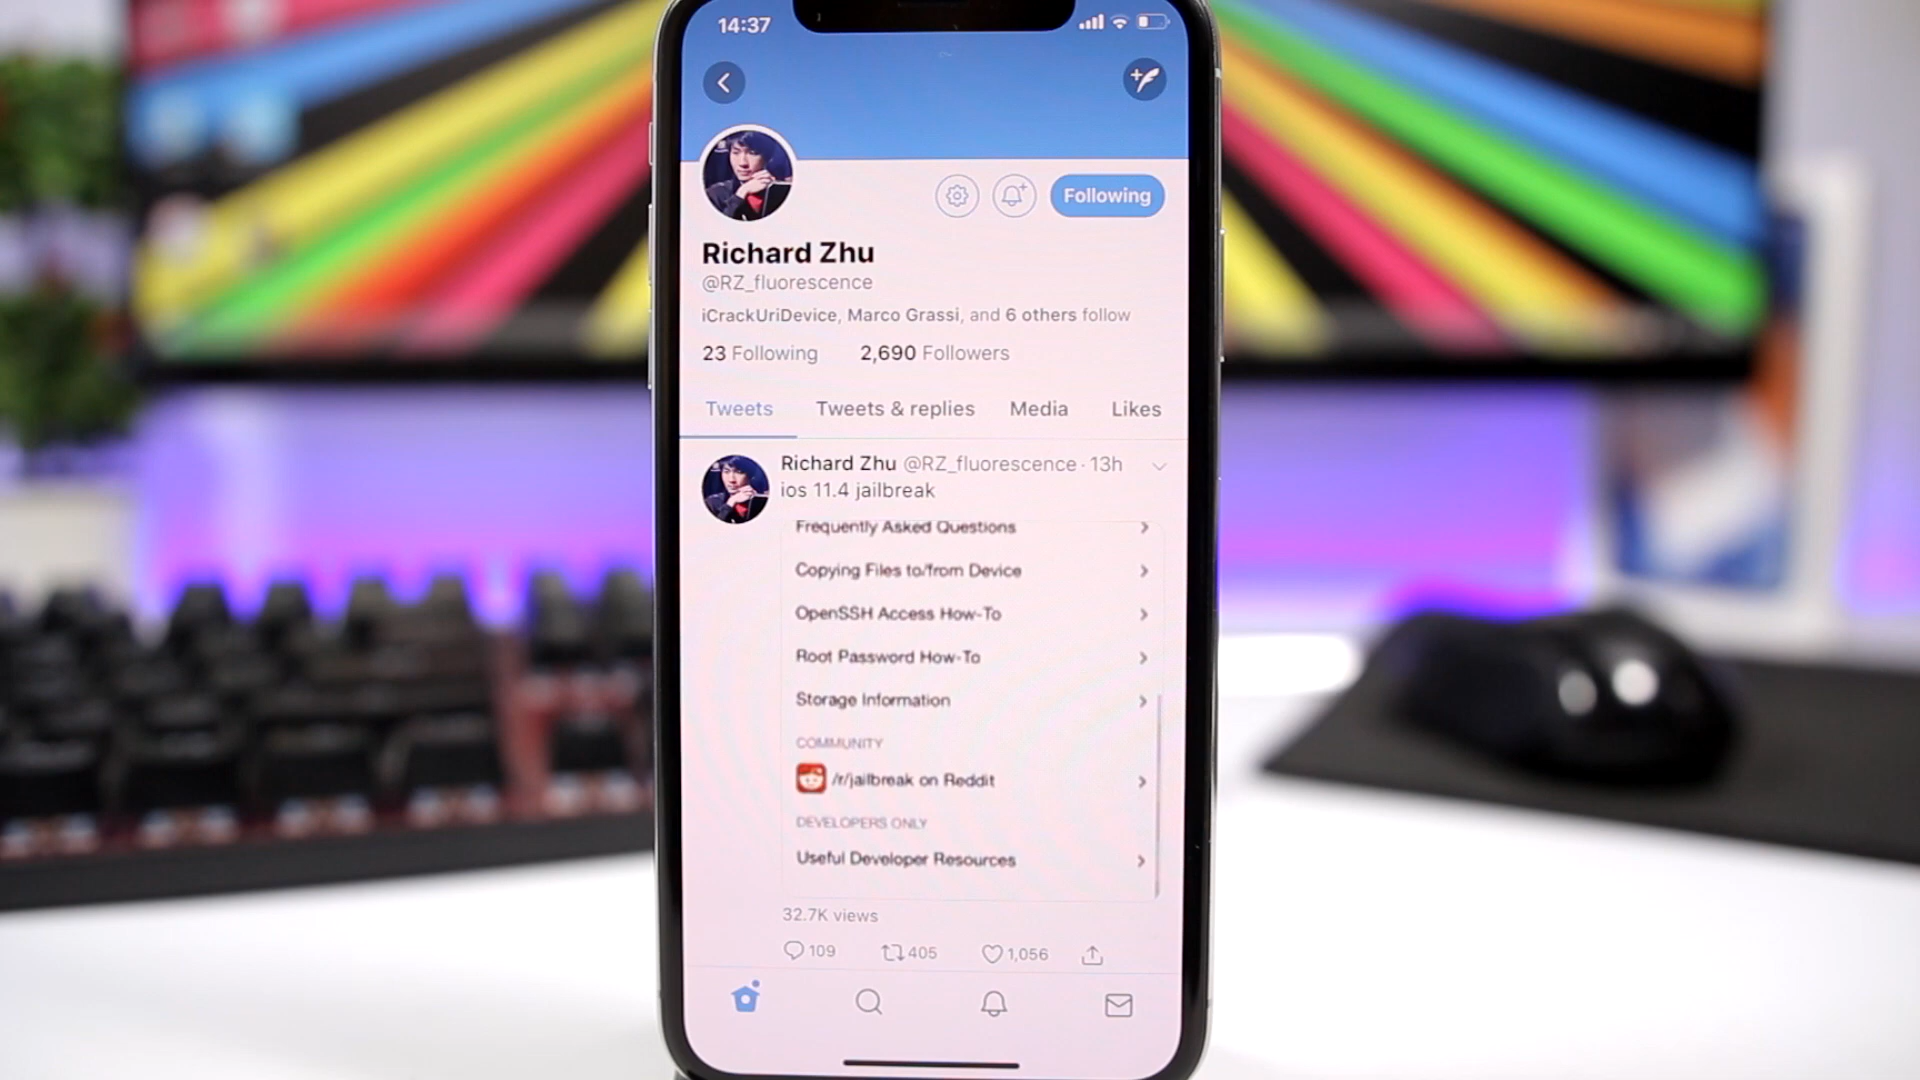 14:37
Following
Richard Zhu
@RZ_fluorescence
iCrackUriDevice, Marco Grassi, and 6 others follow
23 Following 2,690 Followers
Tweets Tweets & replies Media Likes
Richard Zhu @RZ_fluorescence · 13h
ios 11.4 jailbreak
Frequently Asked Questions
Copying Files to/from Device
OpenSSH Access How-To
Root Password How-To
Storage Information
COMMUNITY
/r/jailbreak on Reddit
DEVELOPERS ONLY
Useful Developer Resources
32.7K views
109 405 1,056